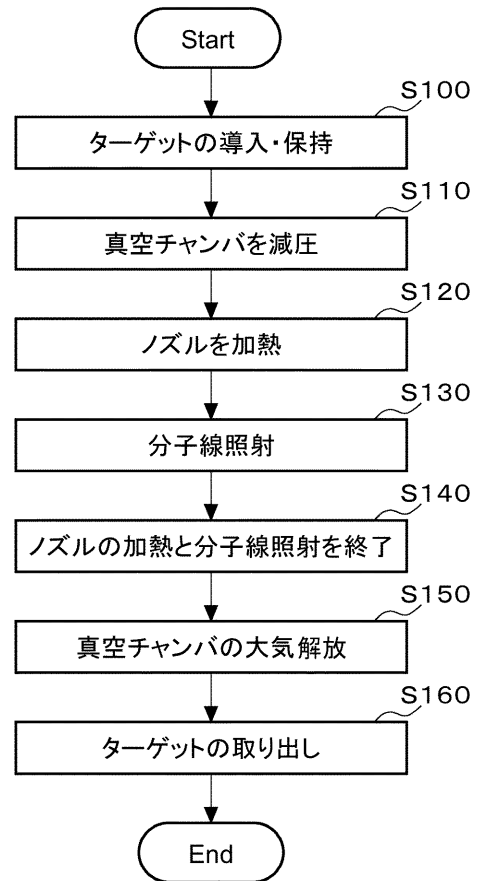 Start
S100
ターゲットの導入・保持
S110
真空チャンバを減圧
S120
ノズルを加熱
S130
分子線照射
S140
ノズルの加熱と分子線照射を終了
S150
真空チャンバの大気解放
S160
ターゲットの取り出し
End